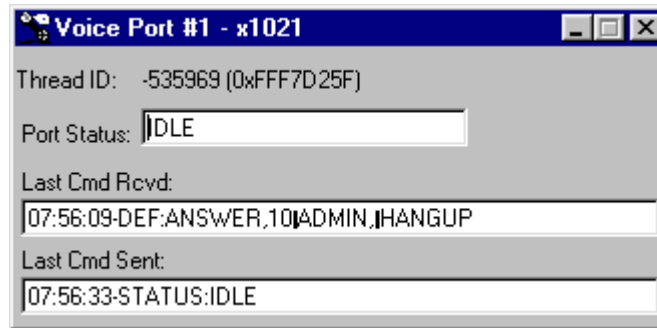 Voice Port #1 - x1021
Thread ID: -535969 (0xFFF7D25F)
Port Status: IDLE
Last Cmd Rcvd:
07:56:09-DEF:ANSWER,10|ADMIN,|HANGUP
Last Cmd Sent:
07:56:33-STATUS:IDLE